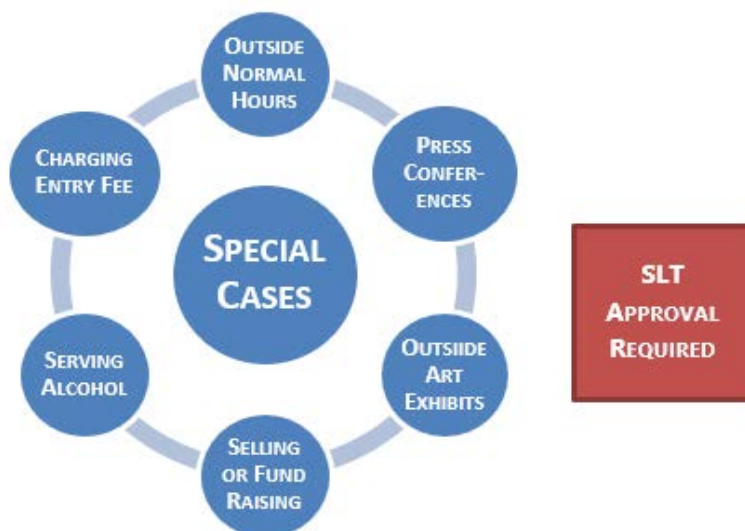 OUTSIDE
NORMAL
HOURS
PRESS
CONFER-
ENCES
OUTSIIDE
ART
EXHIBITS
SELLING
OR FUND
RAISING
SERVING
ALCOHOL
CHARGING
ENTRY FEE
SPECIAL
CASES
SLT
APPROVAL
REQUIRED